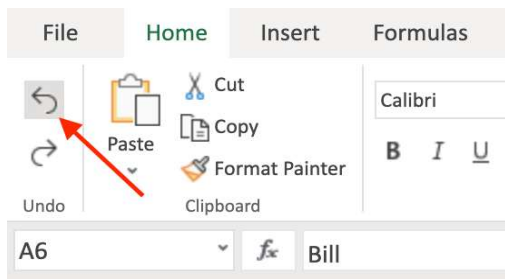 File Home Insert Formulas
Cut
Calibri
Copy
Paste
B I U
Format Painter
Undo Clipboard
A6 fx Bill